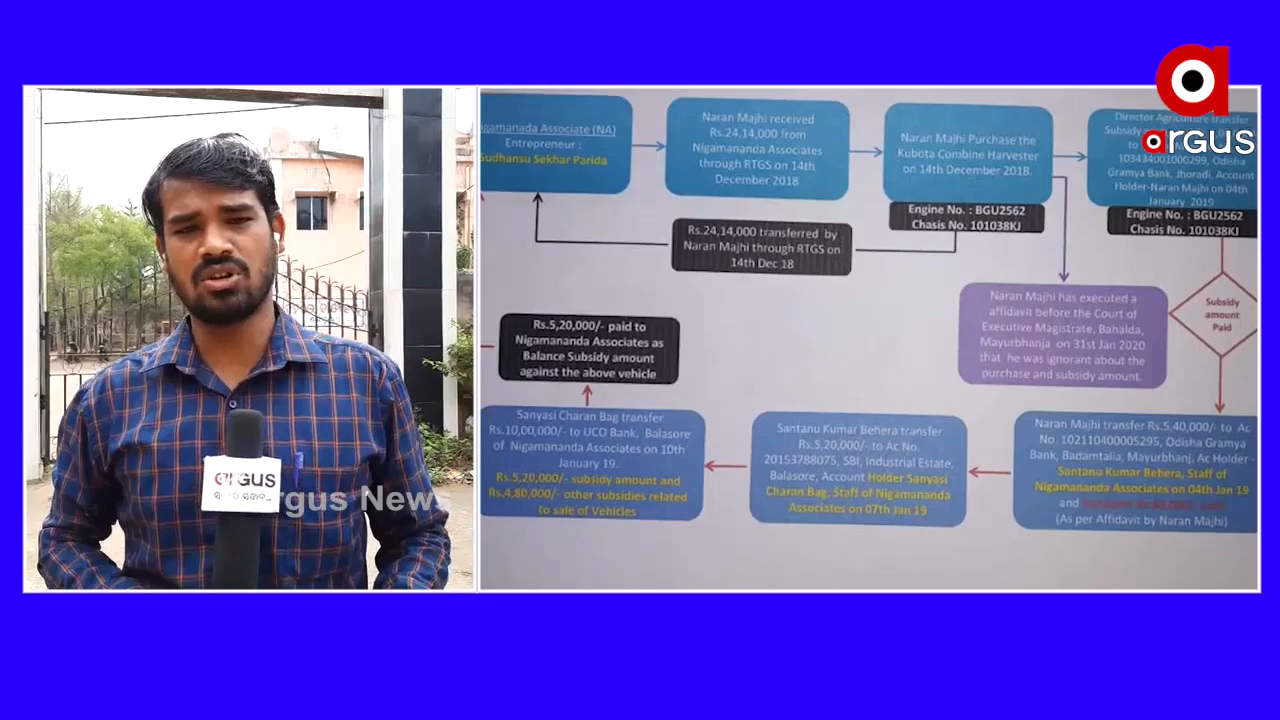 argus
Nigamanada Associate (NA)
Entrepreneur :
Sudhansu Sekhar Parida
Naran Majhi received
Rs.24,14,000 from
Nigamananda Associates
through RTGS on 14th
December 2018
Naran Majhi Purchase the
Kubota Combine Harvester
on 14th December 2018.
Engine No. : BGU2562
Chasis No. 101038KJ
Director Agriculture transfer
Subsidy
to
103434001000299, Odisha
Gramya Bank, Jhoradi, Account
Holder-Naran Majhi on 04th
January 2019
Engine No. : BGU2562
Chasis No. 101038KJ
Rs.24,14,000 transferred by
Naran Majhi through RTGS on
14th Dec 18
Naran Majhi has executed a
affidavit before the Court of
Executive Magistrate, Bahalda,
Mayurbhanja on 31st Jan 2020
that he was ignorant about the
purchase and subsidy amount.
Subsidy
amount
Paid
Rs.5,20,000/- paid to
Nigamananda Associates as
Balance Subsidy amount
against the above vehicle
Sanyasi Charan Bag transfer
Rs.10,00,000/- to UCO Bank, Balasore
of Nigamananda Associates on 10th
January 19.
Rs.5,20,000/- subsidy amount and
Rs.4,80,000/- other subsidies related
to sale of Vehicles
Santanu Kumar Behera transfer
Rs.5,20,000/- to Ac No.
20153788075, SBI, Industrial Estate,
Balasore, Account Holder Sanyasi
Charan Bag, Staff of Nigamananda
Associates on 07th Jan 19
Naran Majhi transfer Rs.5,40,000/- to Ac
No. 102110400005295, Odisha Gramya
Bank, Badamtalia, Mayurbhanj, Ac Holder -
Santanu Kumar Behera, Staff of
Nigamananda Associates on 04th Jan 19
and
(As per Affidavit by Naran Majhi)
argus
Argus News